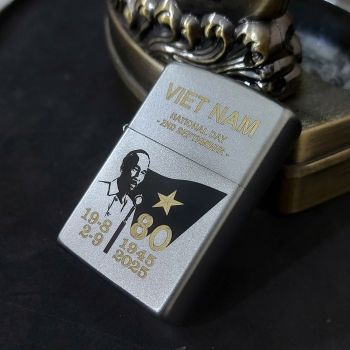 VIET NAM
NATIONAL DAY
- 2ND SEPTEMBER -
80
19-8
2-9
1945
2025